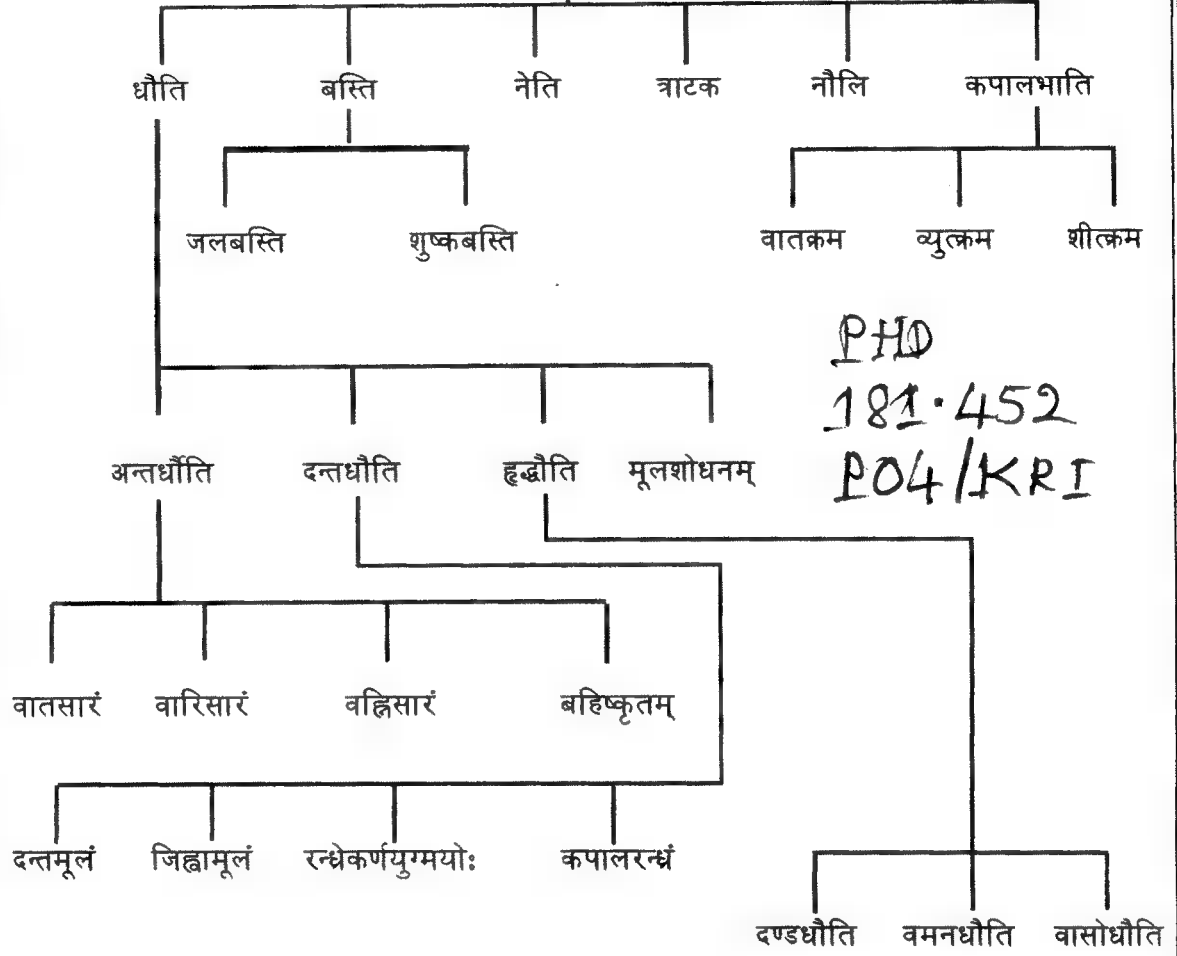 धौति बस्ति नेति त्राटक नौलि कपालभाति
जलबस्ति शुष्कबस्ति वातक्रम व्युत्क्रम शीत्क्रम
PHD
181.452
P04/KRI
अन्तर्धौति दन्तधौति हृद्धौति मूलशोधनम्
वातसारं वारिसारं वह्निसारं बहिष्कृतम्
दन्तमूलं जिह्वामूलं रन्ध्रेकर्णयुग्मयोः कपालरन्ध्रं
दण्डधौति वमनधौति वासोधौति